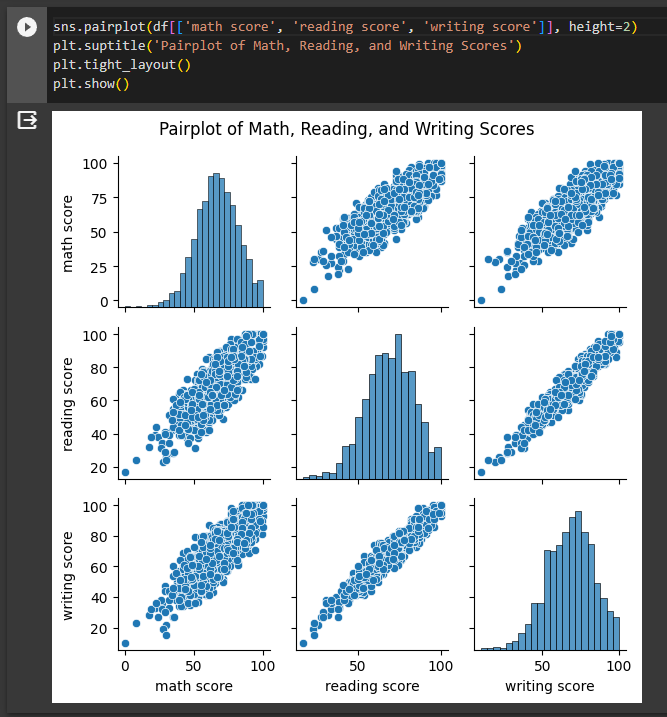 sns.pairplot(df[['math score', 'reading score', 'writing score']], height=2)
plt.suptitle('Pairplot of Math, Reading, and Writing Scores')
plt.tight_layout()
plt.show()
Pairplot of Math, Reading, and Writing Scores
100
75
50
25
0
math score
100
80
60
40
20
reading score
100
80
60
40
20
writing score
0 50 100 50 100 50 100
math score reading score writing score